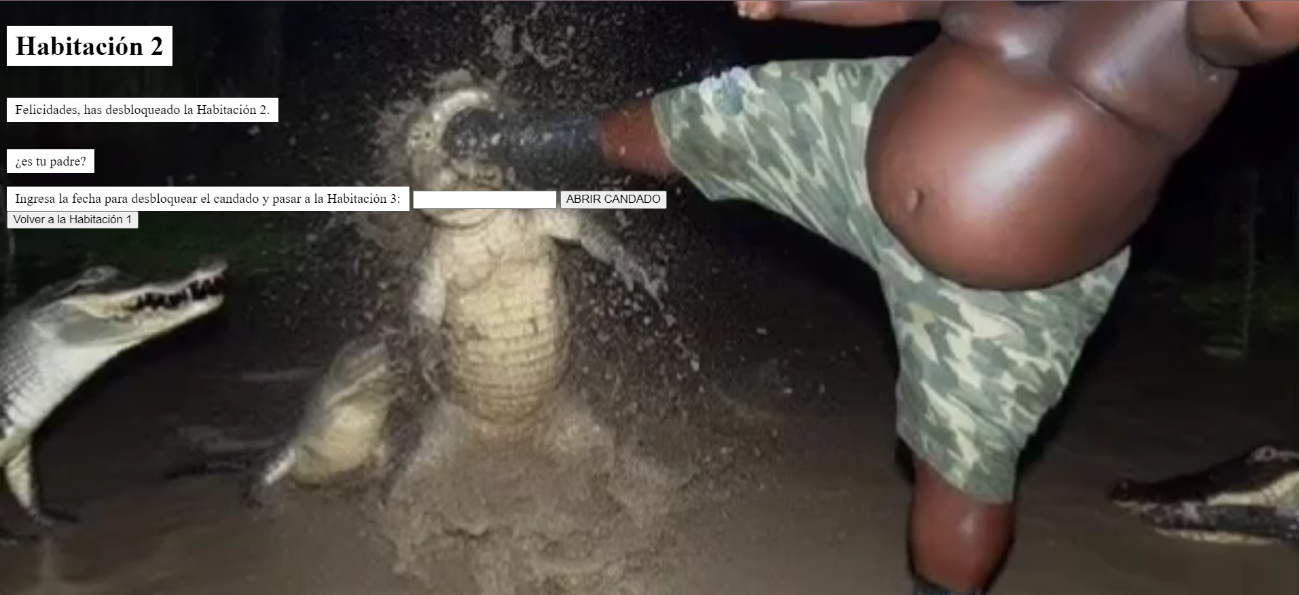 Habitación 2
Felicidades, has desbloqueado la Habitación 2.
¿es tu padre?
Ingresa la fecha para desbloquear el candado y pasar a la Habitación 3: ABRIR CANDADO
Volver a la Habitación 1